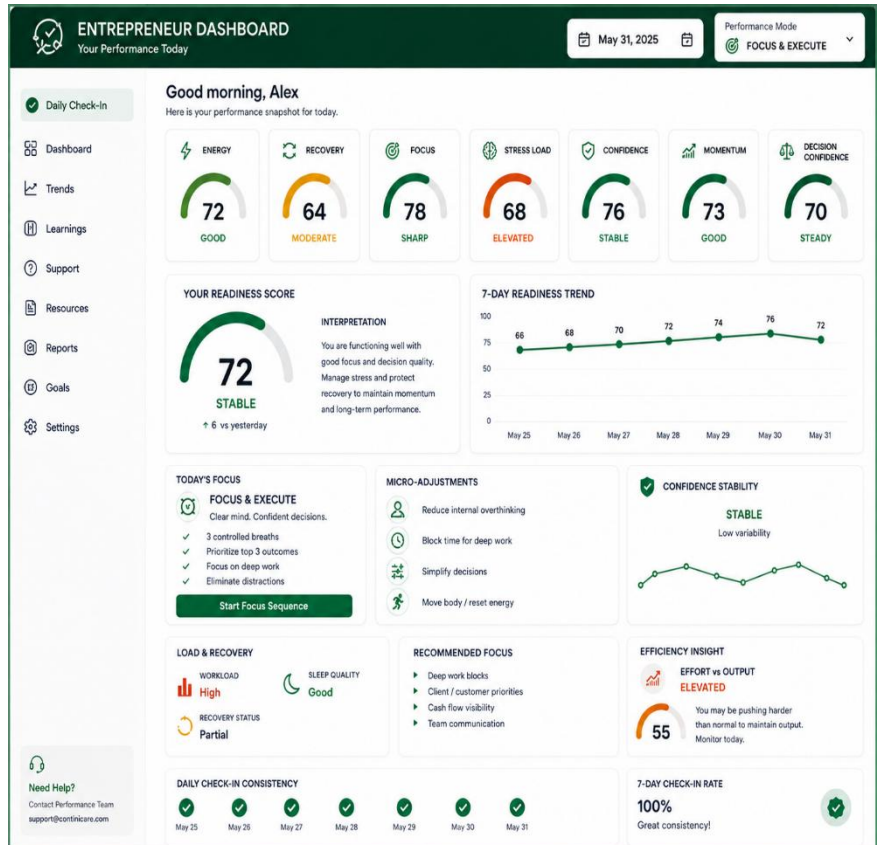 ENTREPRENEUR DASHBOARD
Your Performance Today
May 31, 2025
Performance Mode
FOCUS & EXECUTE
Daily Check-In
Dashboard
Trends
Learnings
Support
Resources
Reports
Goals
Settings
Need Help?
Contact Performance Team
support@continicare.com
Good morning, Alex
Here is your performance snapshot for today.
ENERGY
72
GOOD
RECOVERY
64
MODERATE
FOCUS
78
SHARP
STRESS LOAD
68
ELEVATED
CONFIDENCE
76
STABLE
MOMENTUM
73
GOOD
DECISION
CONFIDENCE
70
STEADY
YOUR READINESS SCORE
72
STABLE
↑ 6 vs yesterday
INTERPRETATION
You are functioning well with
good focus and decision quality.
Manage stress and protect
recovery to maintain momentum
and long-term performance.
7-DAY READINESS TREND
100
75
50
25
0
66
68
70
72
74
76
72
May 25
May 26
May 27
May 28
May 29
May 30
May 31
TODAY'S FOCUS
FOCUS & EXECUTE
Clear mind. Confident decisions.
3 controlled breaths
Prioritize top 3 outcomes
Focus on deep work
Eliminate distractions
Start Focus Sequence
MICRO-ADJUSTMENTS
Reduce internal overthinking
Block time for deep work
Simplify decisions
Move body / reset energy
CONFIDENCE STABILITY
STABLE
Low variability
LOAD & RECOVERY
WORKLOAD
High
SLEEP QUALITY
Good
RECOVERY STATUS
Partial
RECOMMENDED FOCUS
Deep work blocks
Client / customer priorities
Cash flow visibility
Team communication
EFFICIENCY INSIGHT
EFFORT vs OUTPUT
ELEVATED
55
You may be pushing harder
than normal to maintain output.
Monitor today.
DAILY CHECK-IN CONSISTENCY
May 25
May 26
May 27
May 28
May 29
May 30
May 31
7-DAY CHECK-IN RATE
100%
Great consistency!